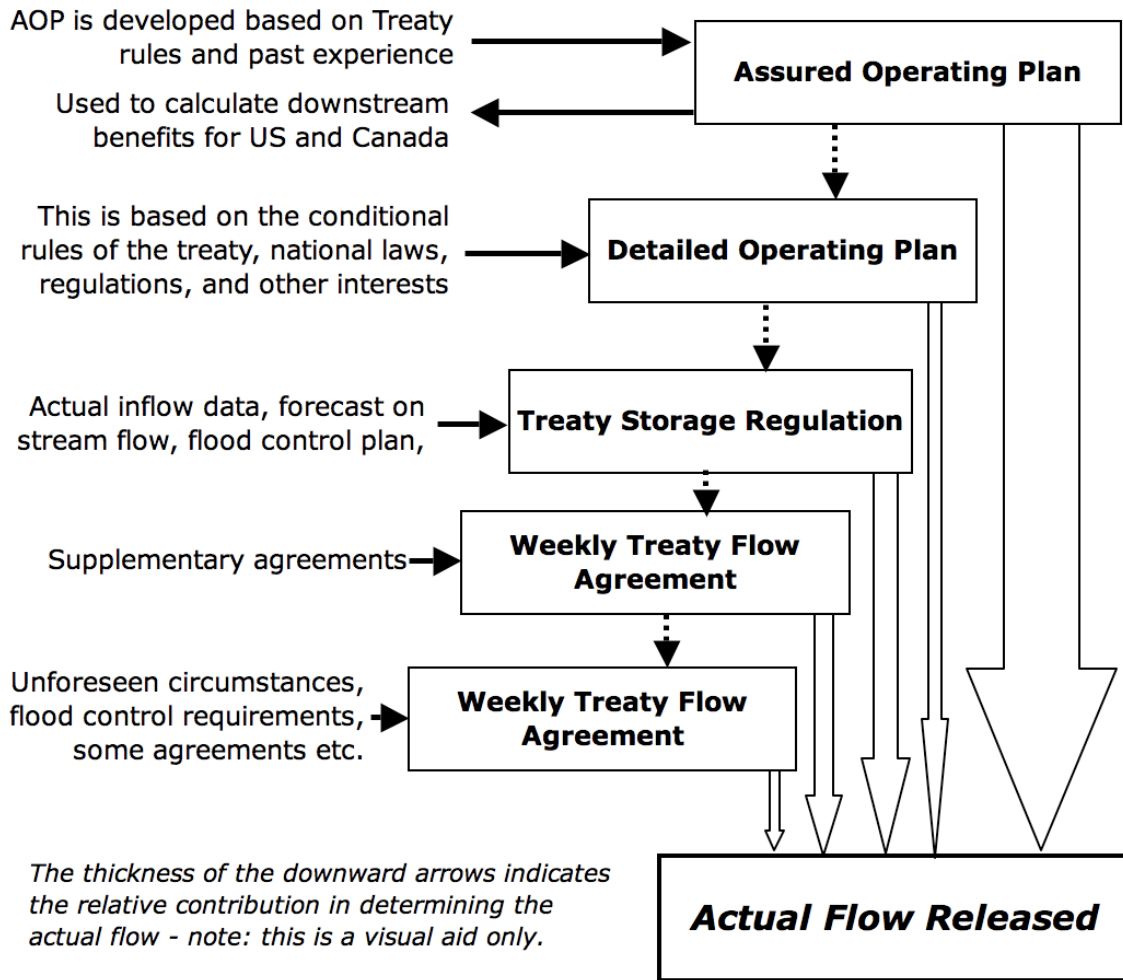 AOP is developed based on Treaty
rules and past experience
Assured Operating Plan
Used to calculate downstream
benefits for US and Canada
This is based on the conditional
rules of the treaty, national laws,
regulations, and other interests
Detailed Operating Plan
Actual inflow data, forecast on
stream flow, flood control plan,
Treaty Storage Regulation
Supplementary agreements
Weekly Treaty Flow
Agreement
Unforeseen circumstances,
flood control requirements,
some agreements etc.
Weekly Treaty Flow
Agreement
The thickness of the downward arrows indicates
the relative contribution in determining the
actual flow - note: this is a visual aid only.
Actual Flow Released